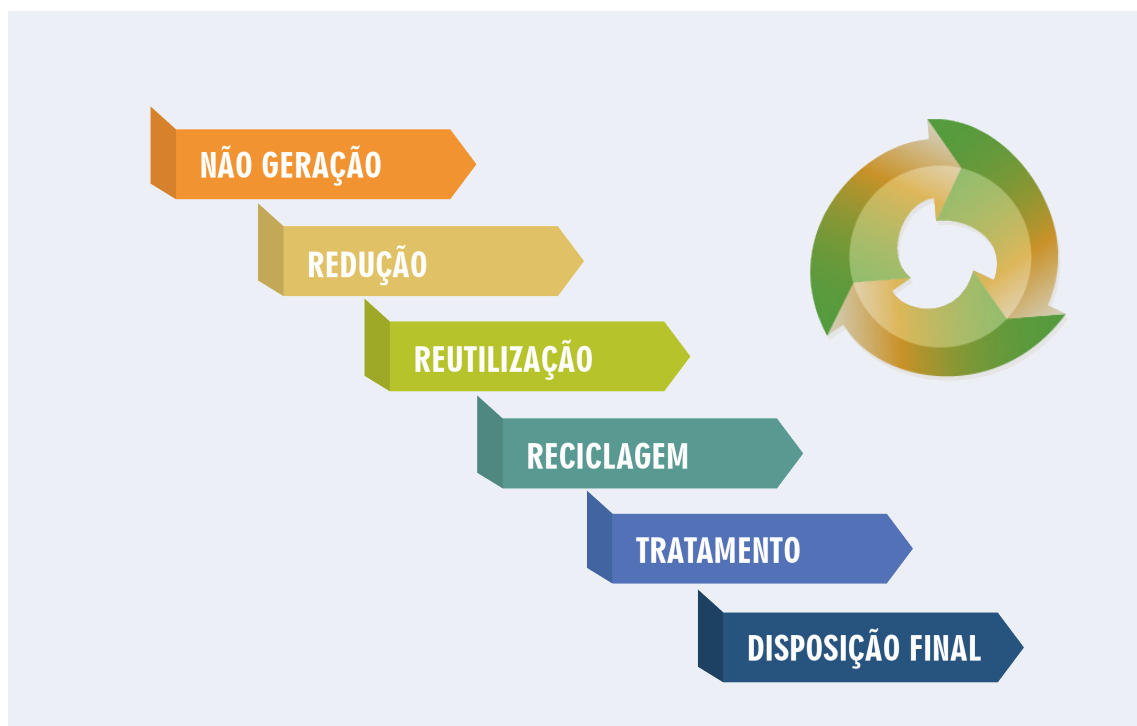 NÃO GERAÇÃO
REDUÇÃO
REUTILIZAÇÃO
RECICLAGEM
TRATAMENTO
DISPOSIÇÃO FINAL